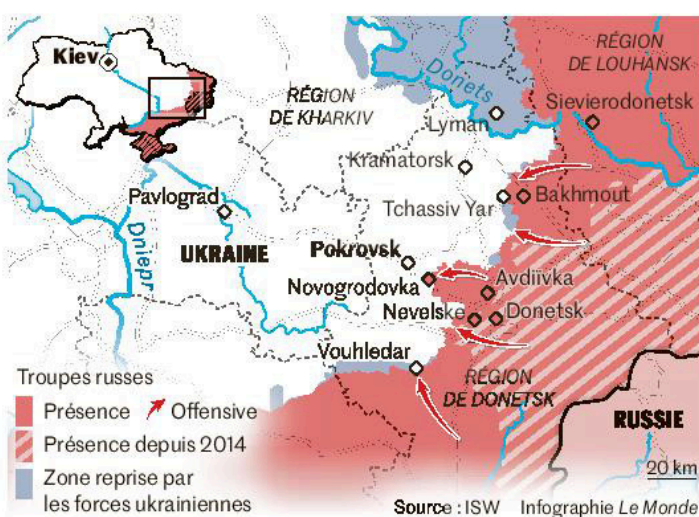 Kiev
RÉGION
DE LOUHANSK
RÉGION
DE KHARKIV
Donets
Sievierodonetsk
Lyman
Kramatorsk
Pavlograd
Tchassiv Yar
Bakhmout
Dniepr
UKRAINE
Pokrovsk
Novogrodovka
Avdiïvka
Nevelske
Donetsk
Vouhledar
RÉGION
DE DONETSK
RUSSIE
20 km
Troupes russes
Présence
Offensive
Présence depuis 2014
Zone reprise par
les forces ukrainiennes
Source : ISW Infographie Le Monde